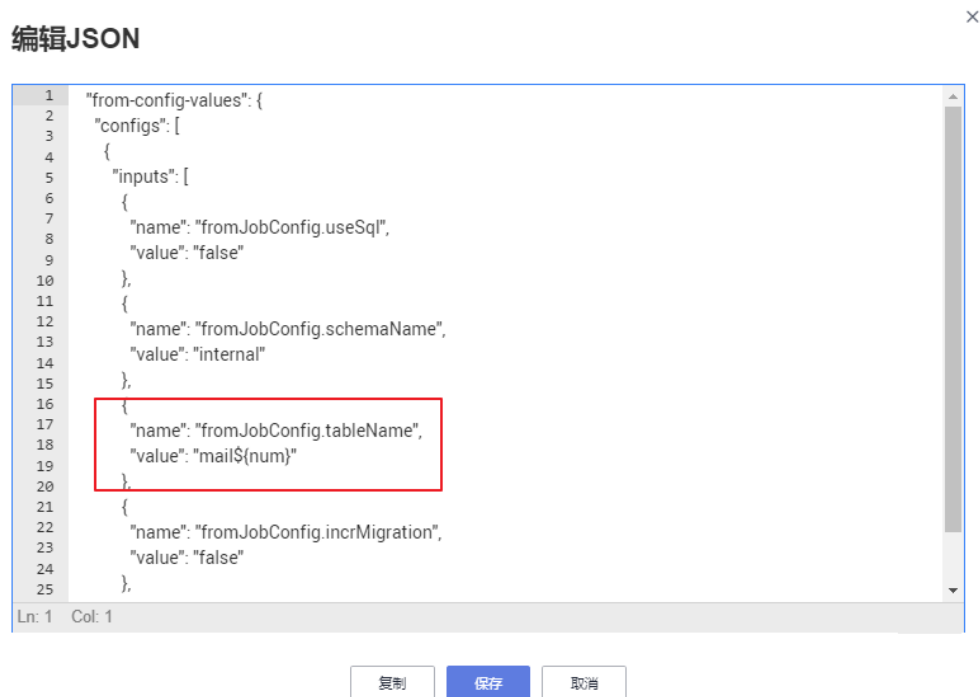 ×
编辑JSON
1 "from-config-values": {
2 "configs": [
3 {
4 "inputs": [
5 {
6 "name": "fromJobConfig.useSql",
7 "value": "false"
8 },
9 {
10 "name": "fromJobConfig.schemaName",
11 "value": "internal"
12 },
13 {
14 "name": "fromJobConfig.tableName",
15 "value": "mail${num}"
16 },
17 {
18 "name": "fromJobConfig.incrMigration",
19 "value": "false"
20 },
21
22
23
24
25
Ln: 1 Col: 1
复制 保存 取消